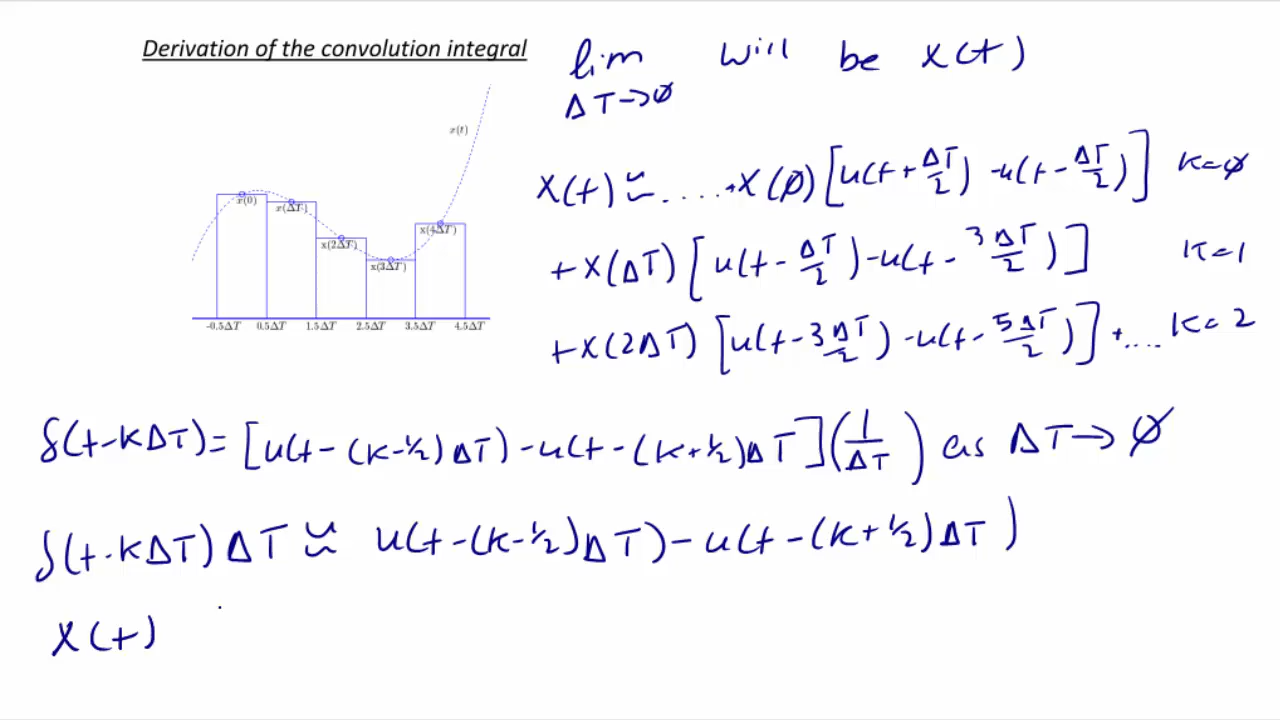 Derivation of the convolution integral
lim will be x(t)
ΔT→0
x(t)
x(0)
x(ΔT)
x(2ΔT)
x(3ΔT)
x(4ΔT)
-0.5ΔT 0.5ΔT 1.5ΔT 2.5ΔT 3.5ΔT 4.5ΔT
x(t) ≈ ....+x(0)[u(t+ΔT/2) -u(t-ΔT/2)] k=0
+x(ΔT)[u(t-ΔT/2)-u(t-3ΔT/2)] k=1
+x(2ΔT) [u(t-3ΔT/2) -u(t-5ΔT/2)]+.... k=2
δ(t-kΔT)=[u(t-(k-1/2)ΔT)-u(t-(k+1/2)ΔT](1/ΔT) as ΔT→0
δ(t-kΔT)ΔT≈ u(t-(k-1/2)ΔT)-u(t-(k+1/2)ΔT)
x(t)